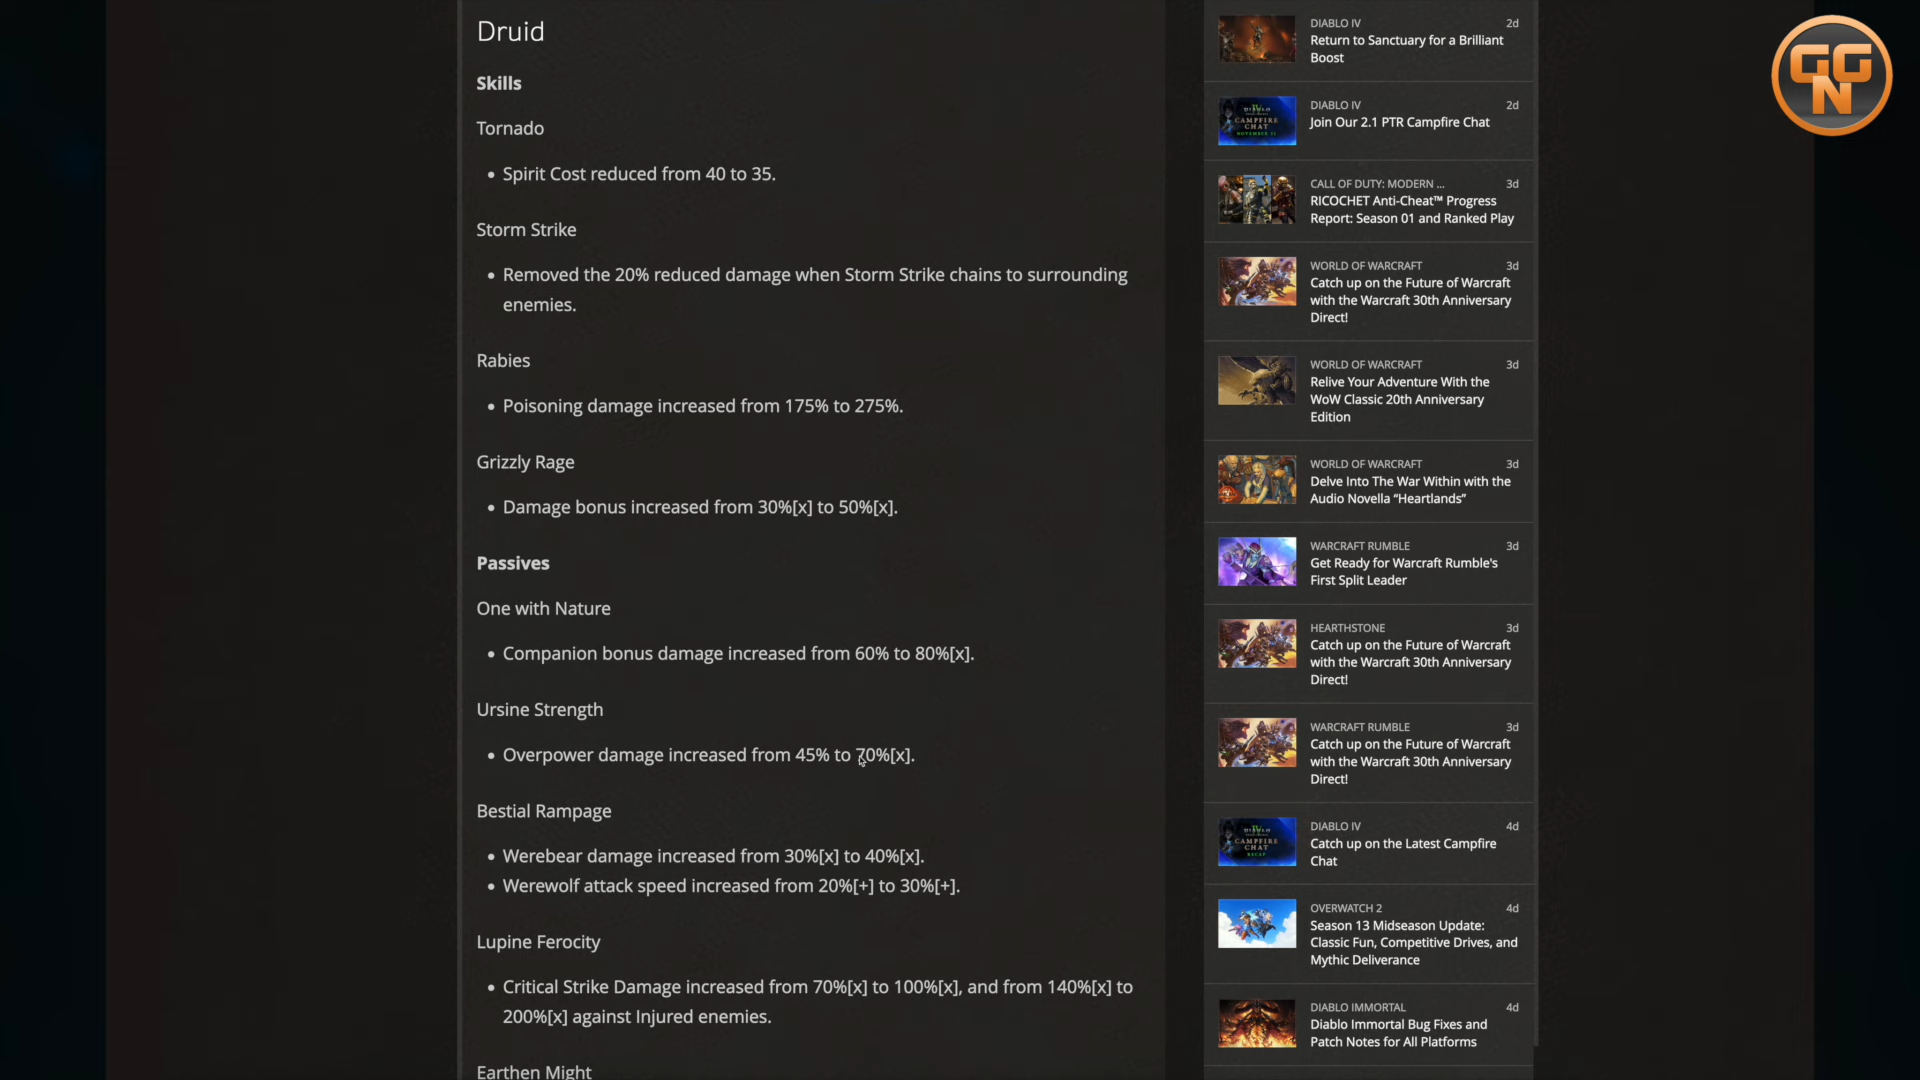 Druid
Skills
Tornado
• Spirit Cost reduced from 40 to 35.
Storm Strike
• Removed the 20% reduced damage when Storm Strike chains to surrounding
enemies.
Rabies
• Poisoning damage increased from 175% to 275%.
Grizzly Rage
• Damage bonus increased from 30%[x] to 50%[x].
Passives
One with Nature
• Companion bonus damage increased from 60% to 80%[x].
Ursine Strength
• Overpower damage increased from 45% to 70%[x].
Bestial Rampage
• Werebear damage increased from 30%[x] to 40%[x].
• Werewolf attack speed increased from 20%[+] to 30%[+].
Lupine Ferocity
• Critical Strike Damage increased from 70%[x] to 100%[x], and from 140%[x] to
200%[x] against Injured enemies.
Earthen Might
DIABLO IV 2d
Return to Sanctuary for a Brilliant
Boost
DIABLO
CAMPFIRE
CHAT
NOVEMBER 21
DIABLO IV 2d
Join Our 2.1 PTR Campfire Chat
CALL OF DUTY: MODERN ... 3d
RICOCHET Anti-Cheat™ Progress
Report: Season 01 and Ranked Play
WORLD OF WARCRAFT 3d
Catch up on the Future of Warcraft
with the Warcraft 30th Anniversary
Direct!
WORLD OF WARCRAFT 3d
Relive Your Adventure With the
WoW Classic 20th Anniversary
Edition
WORLD OF WARCRAFT 3d
Delve Into The War Within with the
Audio Novella “Heartlands”
WARCRAFT RUMBLE 3d
Get Ready for Warcraft Rumble's
First Split Leader
HEARTHSTONE 3d
Catch up on the Future of Warcraft
with the Warcraft 30th Anniversary
Direct!
WARCRAFT RUMBLE 3d
Catch up on the Future of Warcraft
with the Warcraft 30th Anniversary
Direct!
DIABLO
CAMPFIRE
CHAT
RECAP
DIABLO IV 4d
Catch up on the Latest Campfire
Chat
OVERWATCH 2 4d
Season 13 Midseason Update:
Classic Fun, Competitive Drives, and
Mythic Deliverance
DIABLO IMMORTAL 4d
Diablo Immortal Bug Fixes and
Patch Notes for All Platforms
GGN